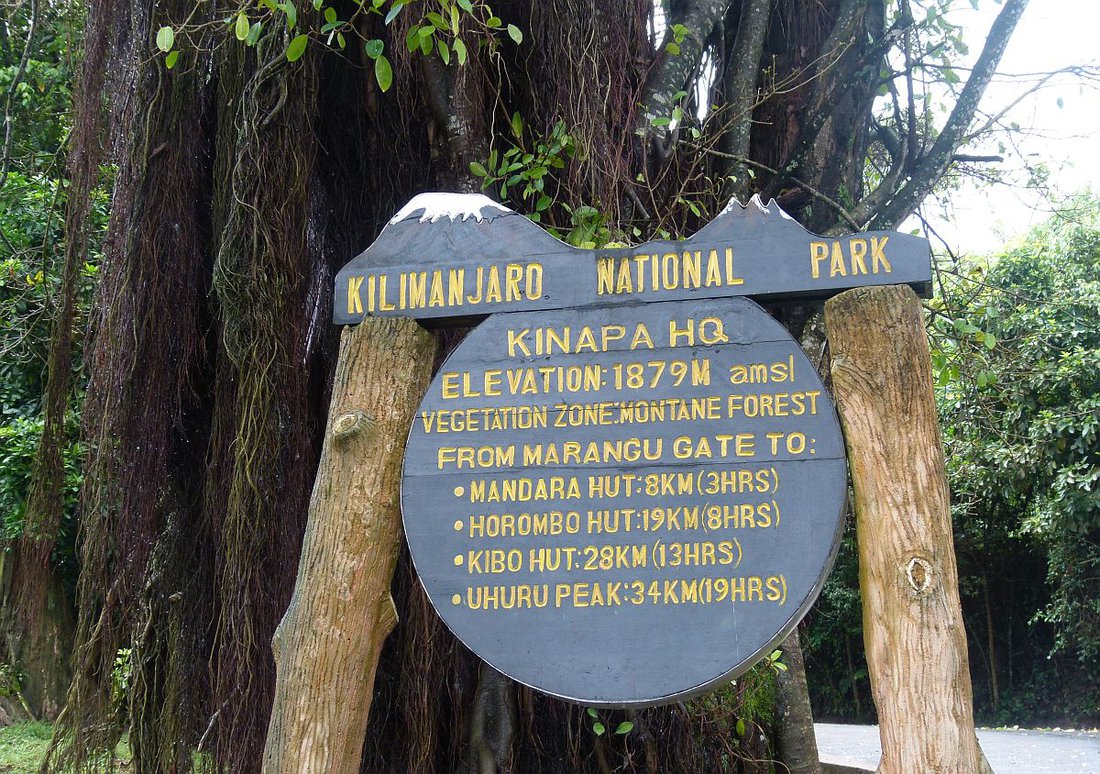 KILIMANJARO NATIONAL PARK
KINAPA HQ
ELEVATION: 1879M amsl
VEGETATION ZONE:MONTANE FOREST
FROM MARANGU GATE TO:
• MANDARA HUT: 8KM (3HRS)
• HOROMBO HUT: 19KM (8HRS)
• KIBO HUT: 28KM (13HRS)
• UHURU PEAK: 34KM (19HRS)